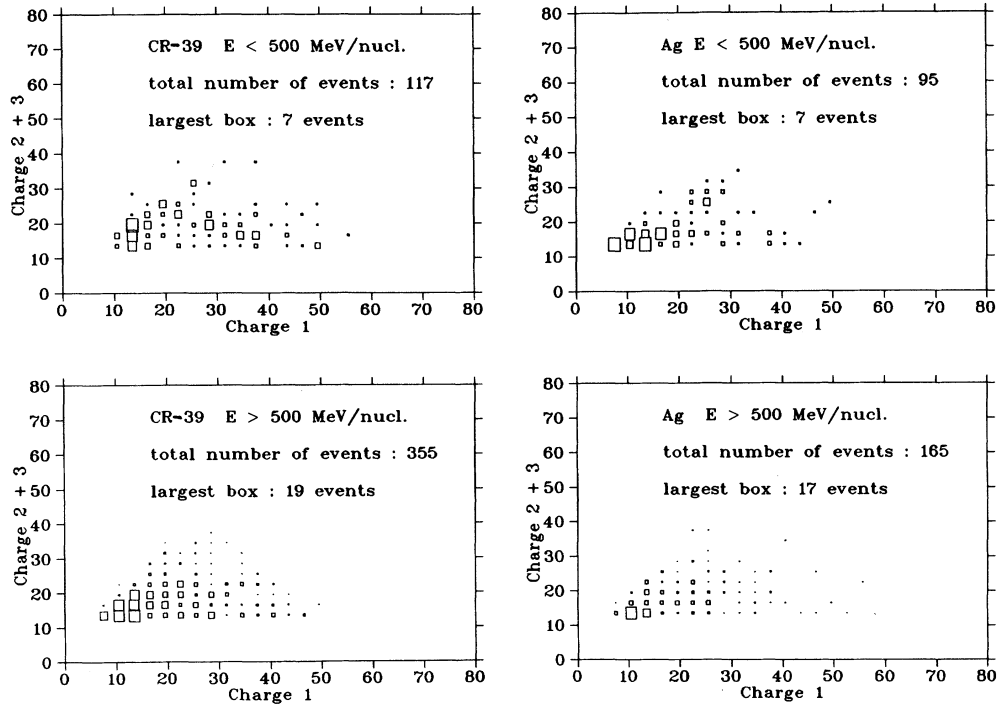 80
70
60
50
40
30
20
10
0
Charge 2 + 3
CR-39 E < 500 MeV/nucl.
total number of events : 117
largest box : 7 events
0 10 20 30 40 50 60 70 80
Charge 1
80
70
60
50
40
30
20
10
0
Charge 2 + 3
Ag E < 500 MeV/nucl.
total number of events : 95
largest box : 7 events
0 10 20 30 40 50 60 70 80
Charge 1
80
70
60
50
40
30
20
10
0
Charge 2 + 3
CR-39 E > 500 MeV/nucl.
total number of events : 355
largest box : 19 events
0 10 20 30 40 50 60 70 80
Charge 1
80
70
60
50
40
30
20
10
0
Charge 2 + 3
Ag E > 500 MeV/nucl.
total number of events : 165
largest box : 17 events
0 10 20 30 40 50 60 70 80
Charge 1